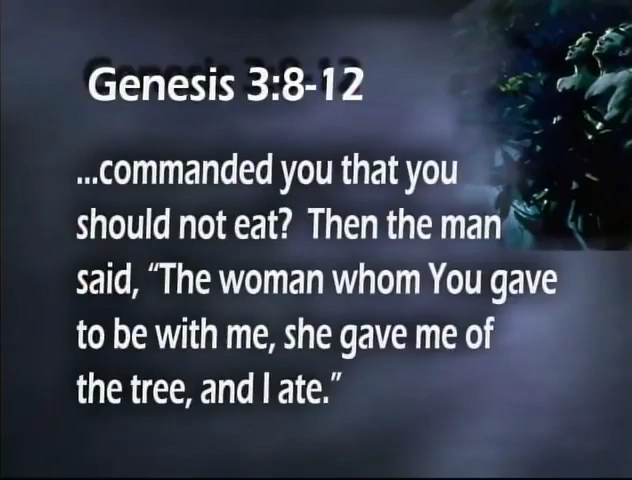 Genesis 3:8-12
...commanded you that you
should not eat?  Then the man
said, “The woman whom You gave
to be with me, she gave me of
the tree, and I ate.”